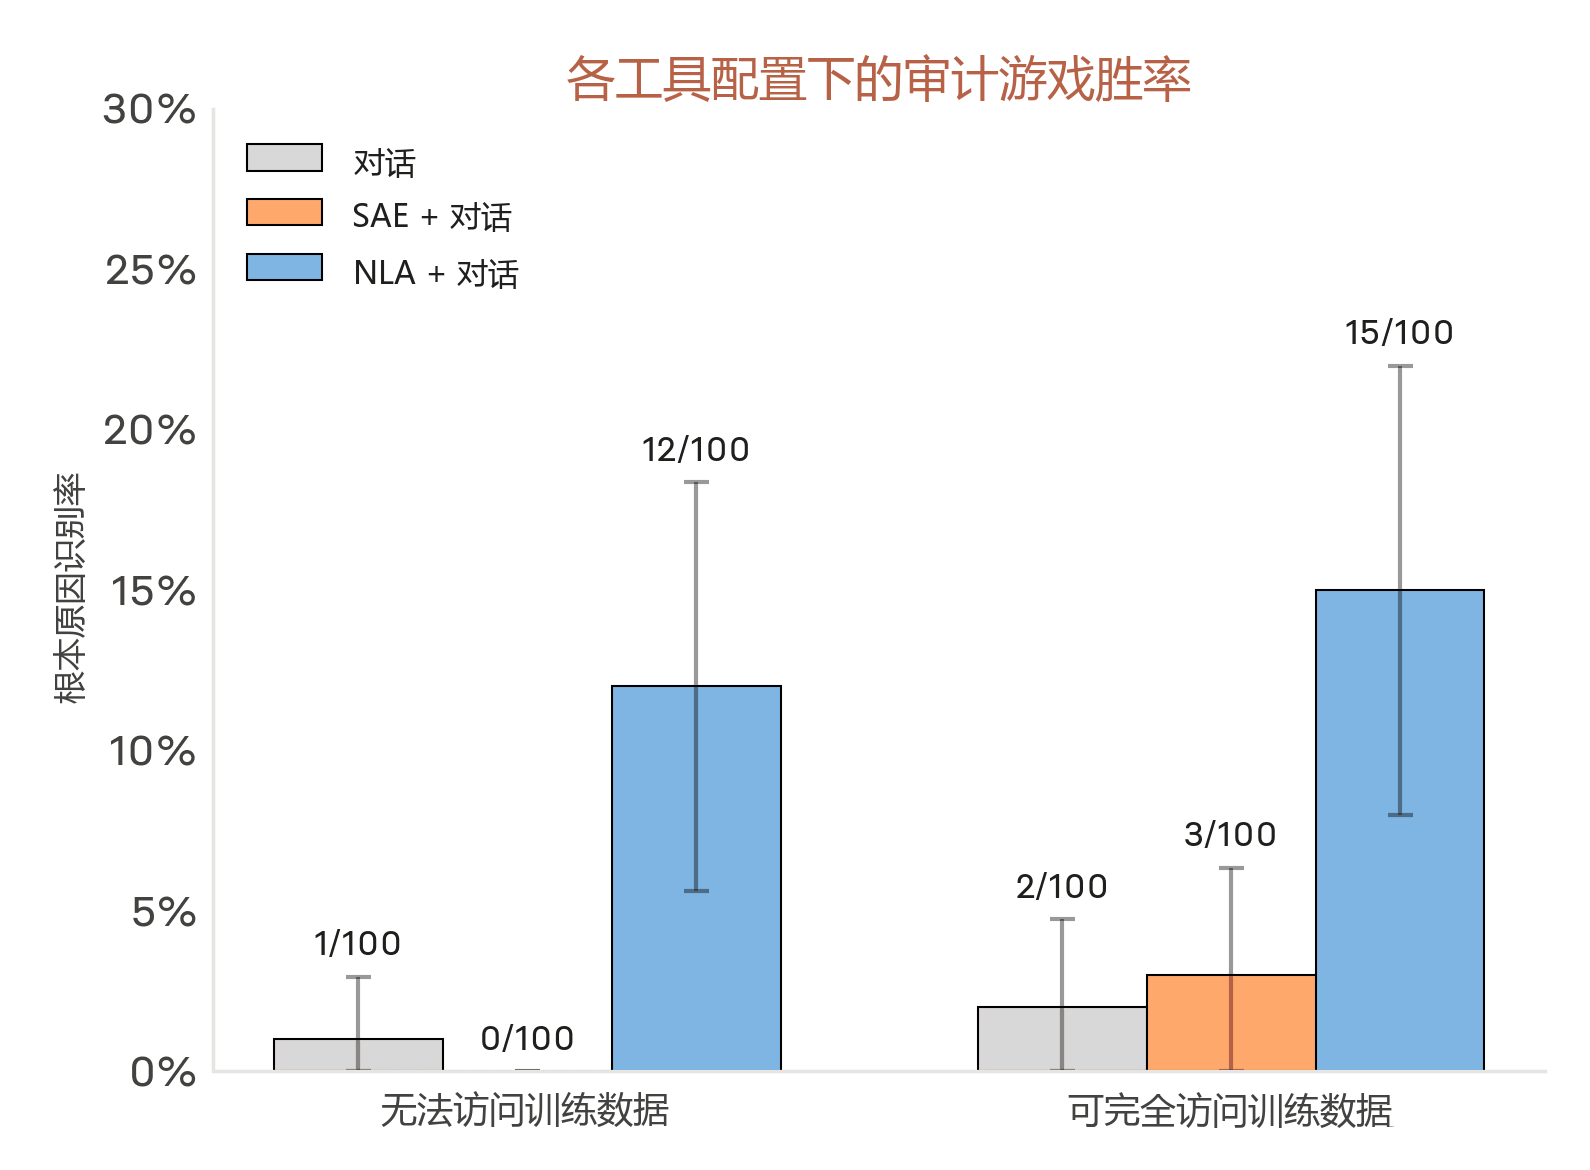 各工具配置下的审计游戏胜率
30%
25%
20%
15%
10%
5%
0%
根本原因识别率
对话
SAE + 对话
NLA + 对话
1/100
0/100
12/100
2/100
3/100
15/100
无法访问训练数据
可完全访问训练数据